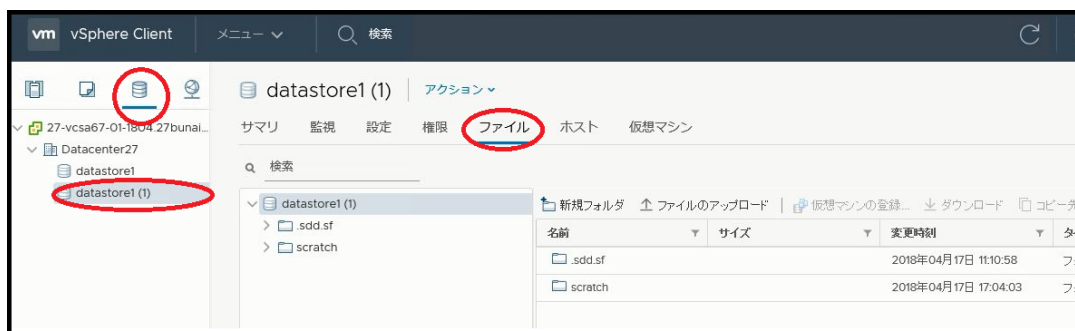 vm vSphere Client メニュー 検索
datastore1 (1) アクション
27-vcsa67-01-1804.27bunai...
サマリ 監視 設定 権限 ファイル ホスト 仮想マシン
Datacenter27
datastore1
検索
datastore1 (1)
datastore1 (1)
新規フォルダ ファイルのアップロード 仮想マシンの登録... ダウンロード
.sdd.sf
名前 サイズ 変更時刻
scratch
.sdd.sf 2018年04月17日 11:10:58
scratch 2018年04月17日 17:04:03